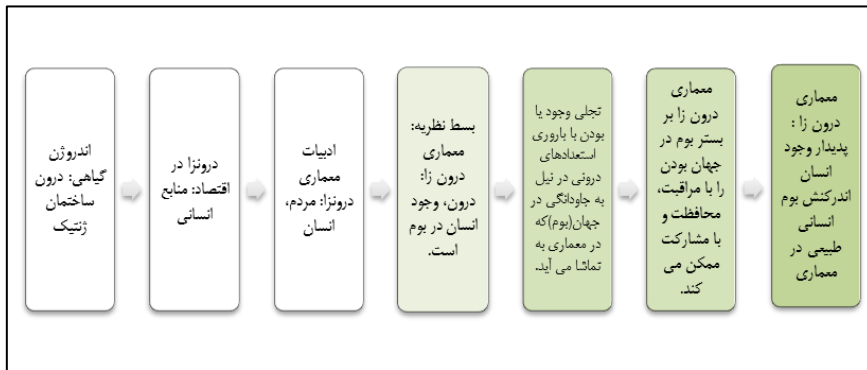 اندروژن
گیاهی: درون
ساختمان
ژنتیک
درونزا در
اقتصاد: منابع
انسانی
ادبیات
معماری
درونزا: مردم،
انسان
بسط نظریه:
معماری
درون زا:
درون، وجود
انسان در بوم
است.
تجلی وجود یا
بودن با باروری
استعدادهای
درونی در نیل
به جاودانگی در
جهان(بوم)که
در معماری به
تماشا می آید.
معماری
درون زا بر
بستر بوم در
جهان بودن
را با مراقبت،
محافظت و
با مشارکت
ممکن می
کند.
معماری
درون زا :
پدیدار وجود
انسان
اندرکنش بوم
انسانی
طبیعی در
معماری